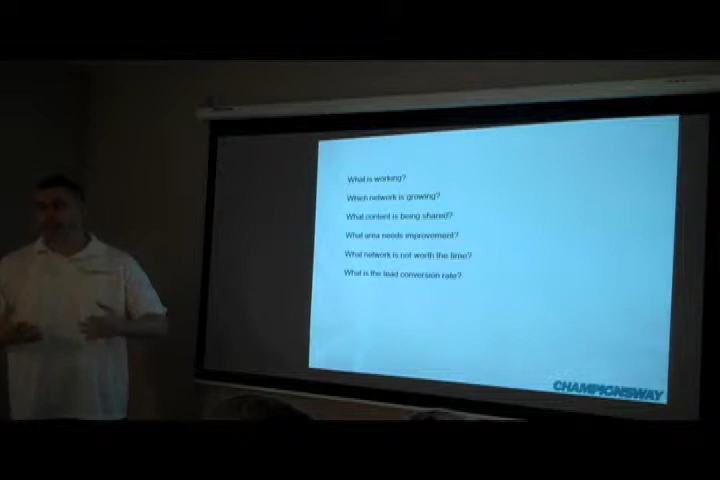 What is working?
Which network is growing?
What content is being shared?
What area needs improvement?
What network is not worth the time?
What is the lead conversion rate?
CHAMPIONSWAY